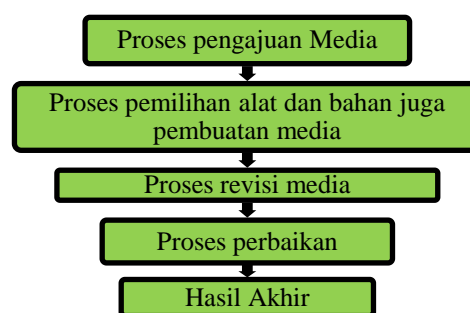 Proses pengajuan Media
Proses pemilihan alat dan bahan juga
pembuatan media
Proses revisi media
Proses perbaikan
Hasil Akhir